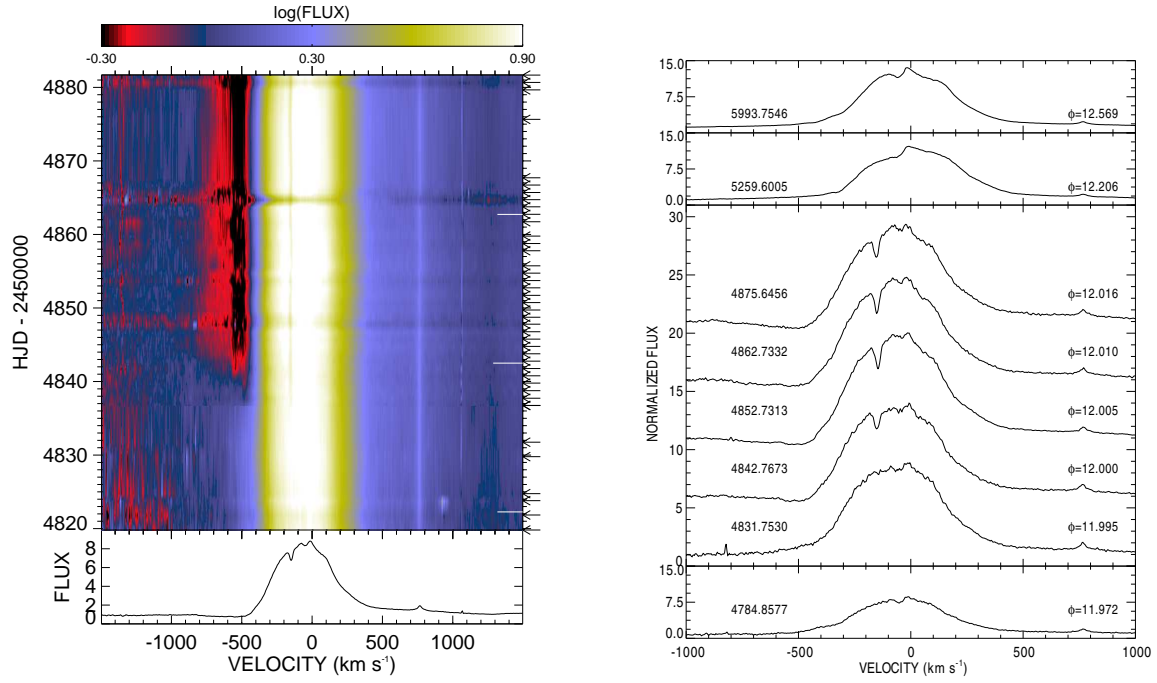 log(FLUX)
-0.30 0.30 0.90
HJD - 2450000
4880
4870
4860
4850
4840
4830
4820
FLUX
8
6
4
2
0
-1000 -500 0 500 1000
VELOCITY (km s-1)
15.0
7.5
5993.7546 ϕ=12.569
15.0
7.5
0.0
5259.6005 ϕ=12.206
NORMALIZED FLUX
30
25
20
15
10
5
0
4875.6456 ϕ=12.016
4862.7332 ϕ=12.010
4852.7313 ϕ=12.005
4842.7673 ϕ=12.000
4831.7530 ϕ=11.995
15.0
7.5
0.0
4784.8577 ϕ=11.972
-1000 -500 0 500 1000
VELOCITY (km s-1)